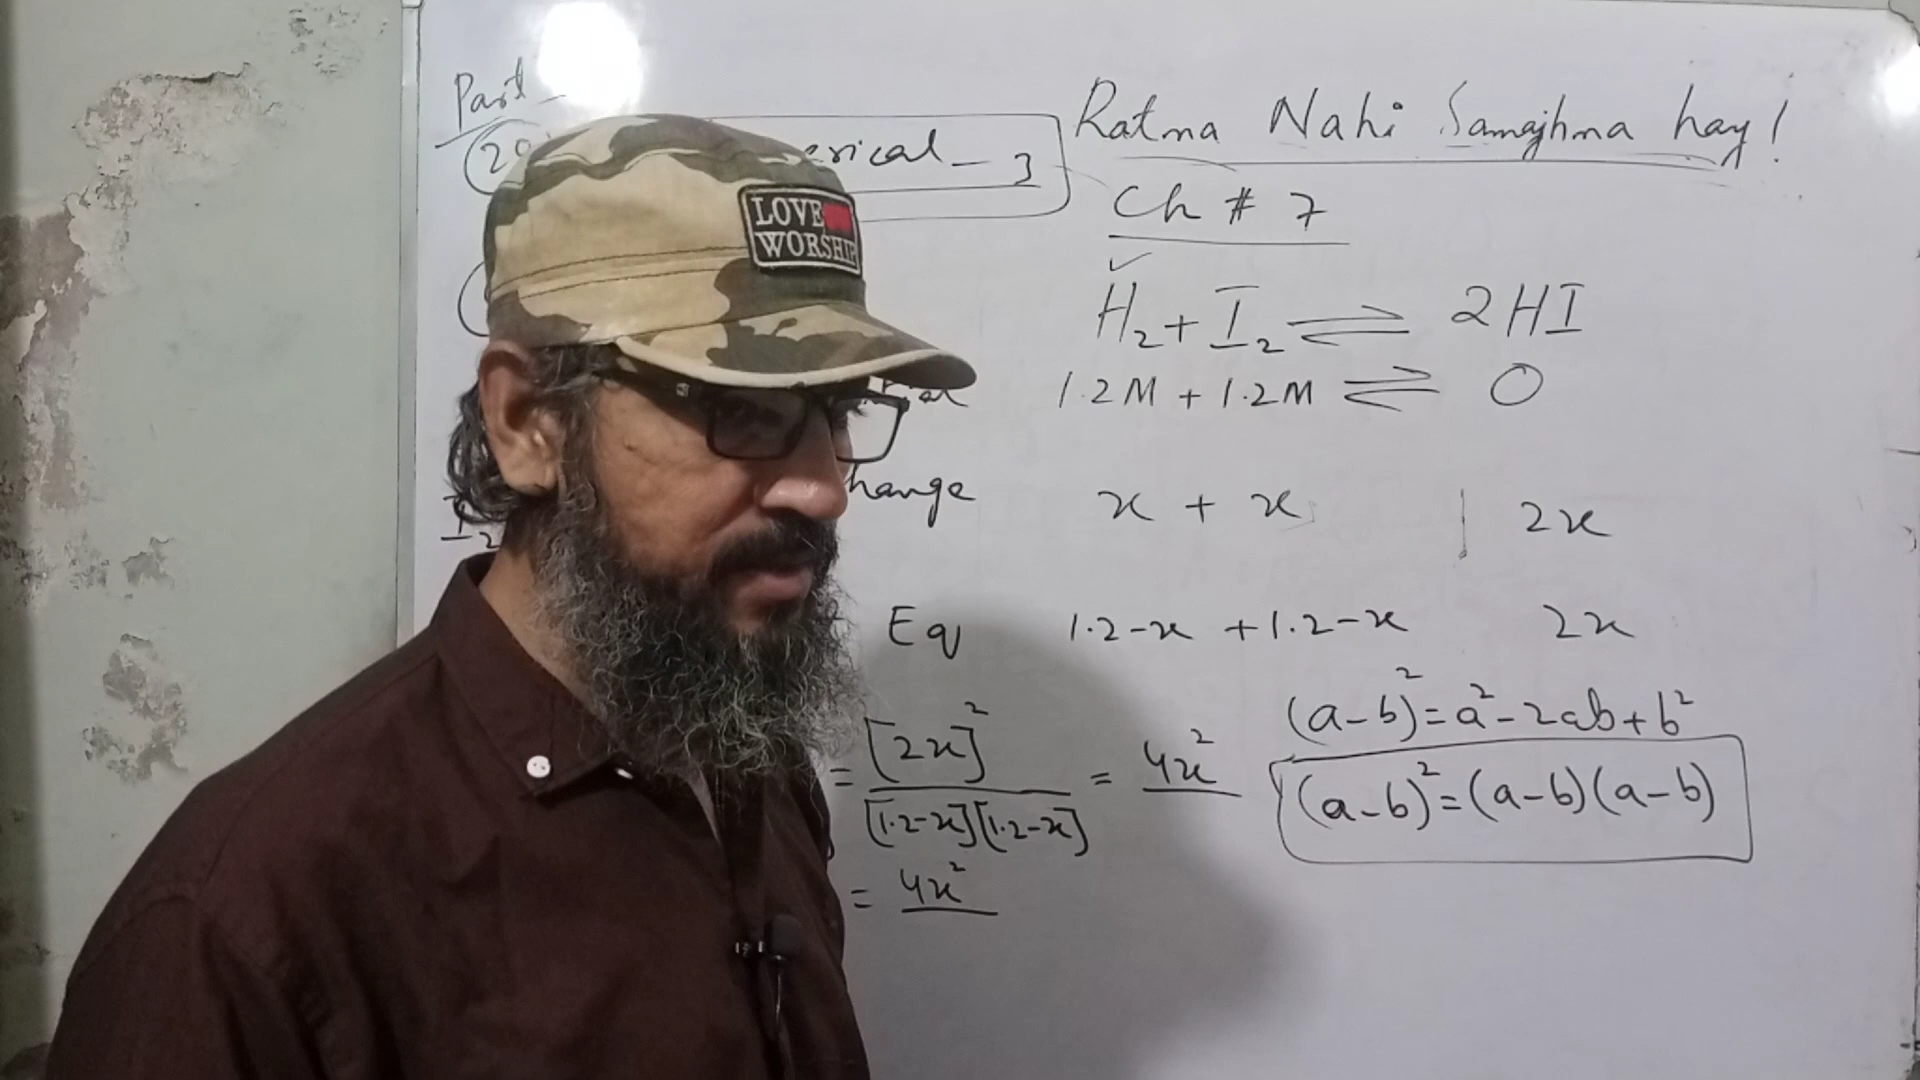 Part
Ratna Nahi Samajhna hay!
erical - 3
Ch # 7
✓
H₂ + I₂ ⇌ 2HI
1.2M + 1.2M ⇌ 0
hange x + x | 2x
I₂
Eq 1.2-x + 1.2-x 2x
(a-b)² = a² - 2ab + b²
= [2x]² / [1.2-x][1.2-x] = 4x²
(a-b)² = (a-b)(a-b)
= 4x²
LOVE
WORSHIP